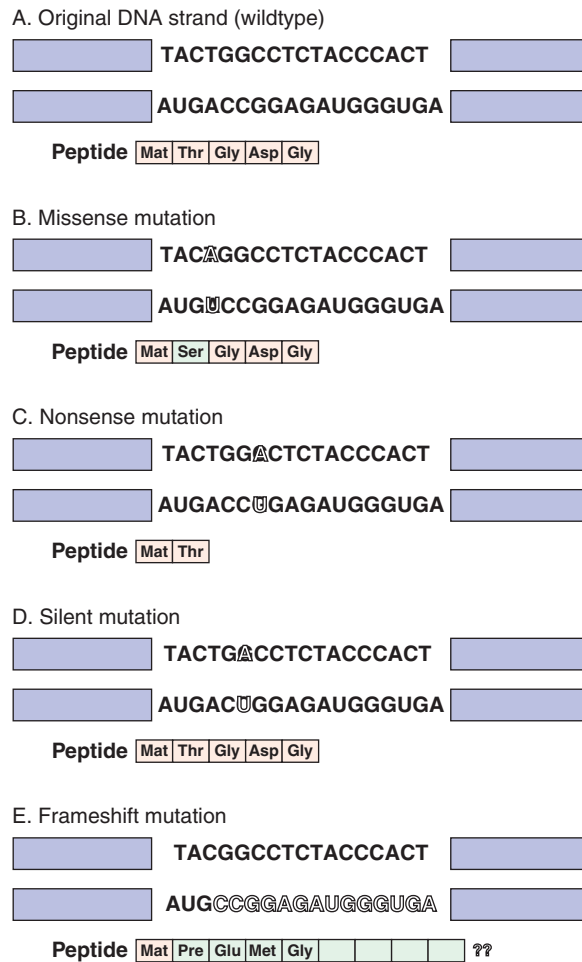 A. Original DNA strand (wildtype)
TACTGGCCTCTACCCACT
AUGACCGGAGAUGGGUGA
Peptide Mat Thr Gly Asp Gly
B. Missense mutation
TACAGGCCTCTACCCACT
AUGUCCGGAGAUGGGUGA
Peptide Mat Ser Gly Asp Gly
C. Nonsense mutation
TACTGGACTCTACCCACT
AUGACCUGAGAUGGGUGA
Peptide Mat Thr
D. Silent mutation
TACTGACCTCTACCCACT
AUGACUGGAGAUGGGUGA
Peptide Mat Thr Gly Asp Gly
E. Frameshift mutation
TACGGCCTCTACCCACT
AUGCCGGAGAUGGGUGA
Peptide Mat Pre Glu Met Gly ??